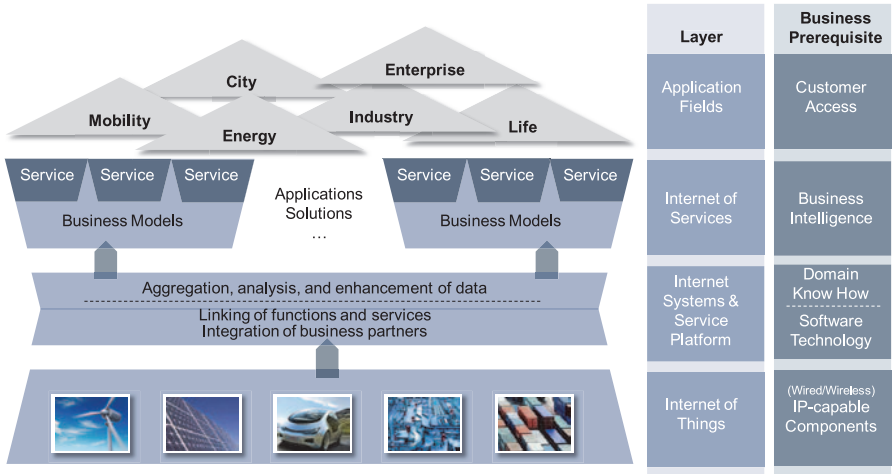 City
Enterprise
Mobility
Energy
Industry
Life
Service
Service
Service
Business Models
Applications
Solutions
...
Service
Service
Service
Business Models
Aggregation, analysis, and enhancement of data
Linking of functions and services
Integration of business partners
Layer
Application
Fields
Internet of
Services
Internet
Systems &
Service
Platform
Internet of
Things
Business
Prerequisite
Customer
Access
Business
Intelligence
Domain
Know How
Software
Technology
(Wired/Wireless)
IP-capable
Components